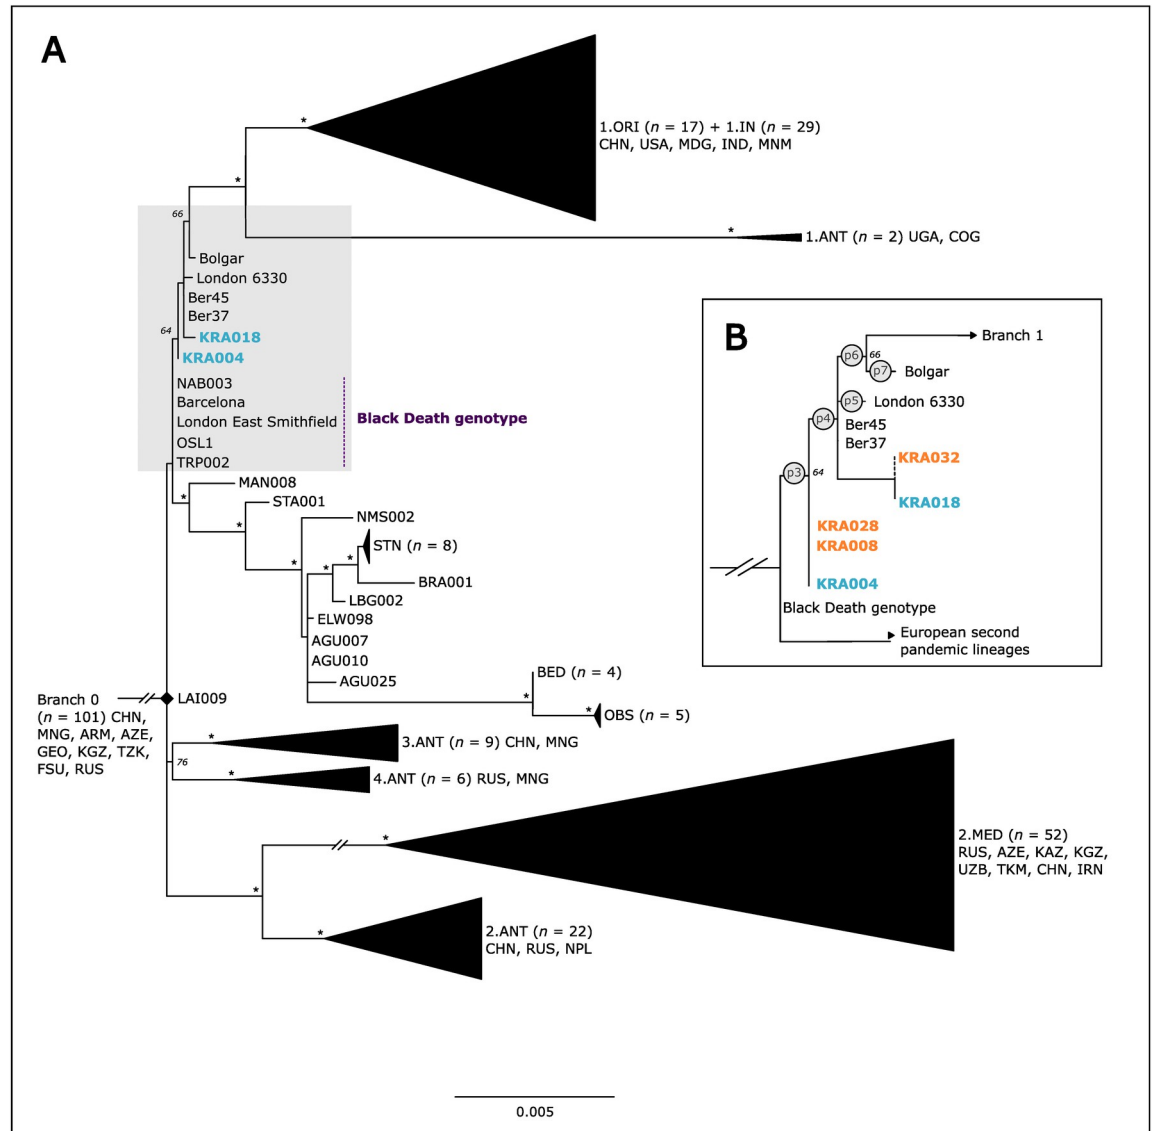 A
*
1.ORI (n = 17) + 1.IN (n = 29)
CHN, USA, MDG, IND, MNM
*
66
*
1.ANT (n = 2) UGA, COG
Bolgar
London 6330
Ber45
Ber37
64
KRA018
KRA004
NAB003
Barcelona
London East Smithfield
OSL1
TRP002
Black Death genotype
MAN008
*
STA001
*
NMS002
STN (n = 8)
*
*
*
BRA001
LBG002
ELW098
AGU007
AGU010
AGU025
BED (n = 4)
*
*
OBS (n = 5)
Branch 0
(n = 101) CHN,
MNG, ARM, AZE,
GEO, KGZ, TZK,
FSU, RUS
LAI009
*
3.ANT (n = 9) CHN, MNG
76
*
4.ANT (n = 6) RUS, MNG
*
2.MED (n = 52)
RUS, AZE, KAZ, KGZ,
UZB, TKM, CHN, IRN
*
*
2.ANT (n = 22)
CHN, RUS, NPL
0.005
B
Branch 1
p6
66
p7
Bolgar
p5
London 6330
p4
Ber45
Ber37
KRA032
p3
64
KRA018
KRA028
KRA008
KRA004
Black Death genotype
European second
pandemic lineages